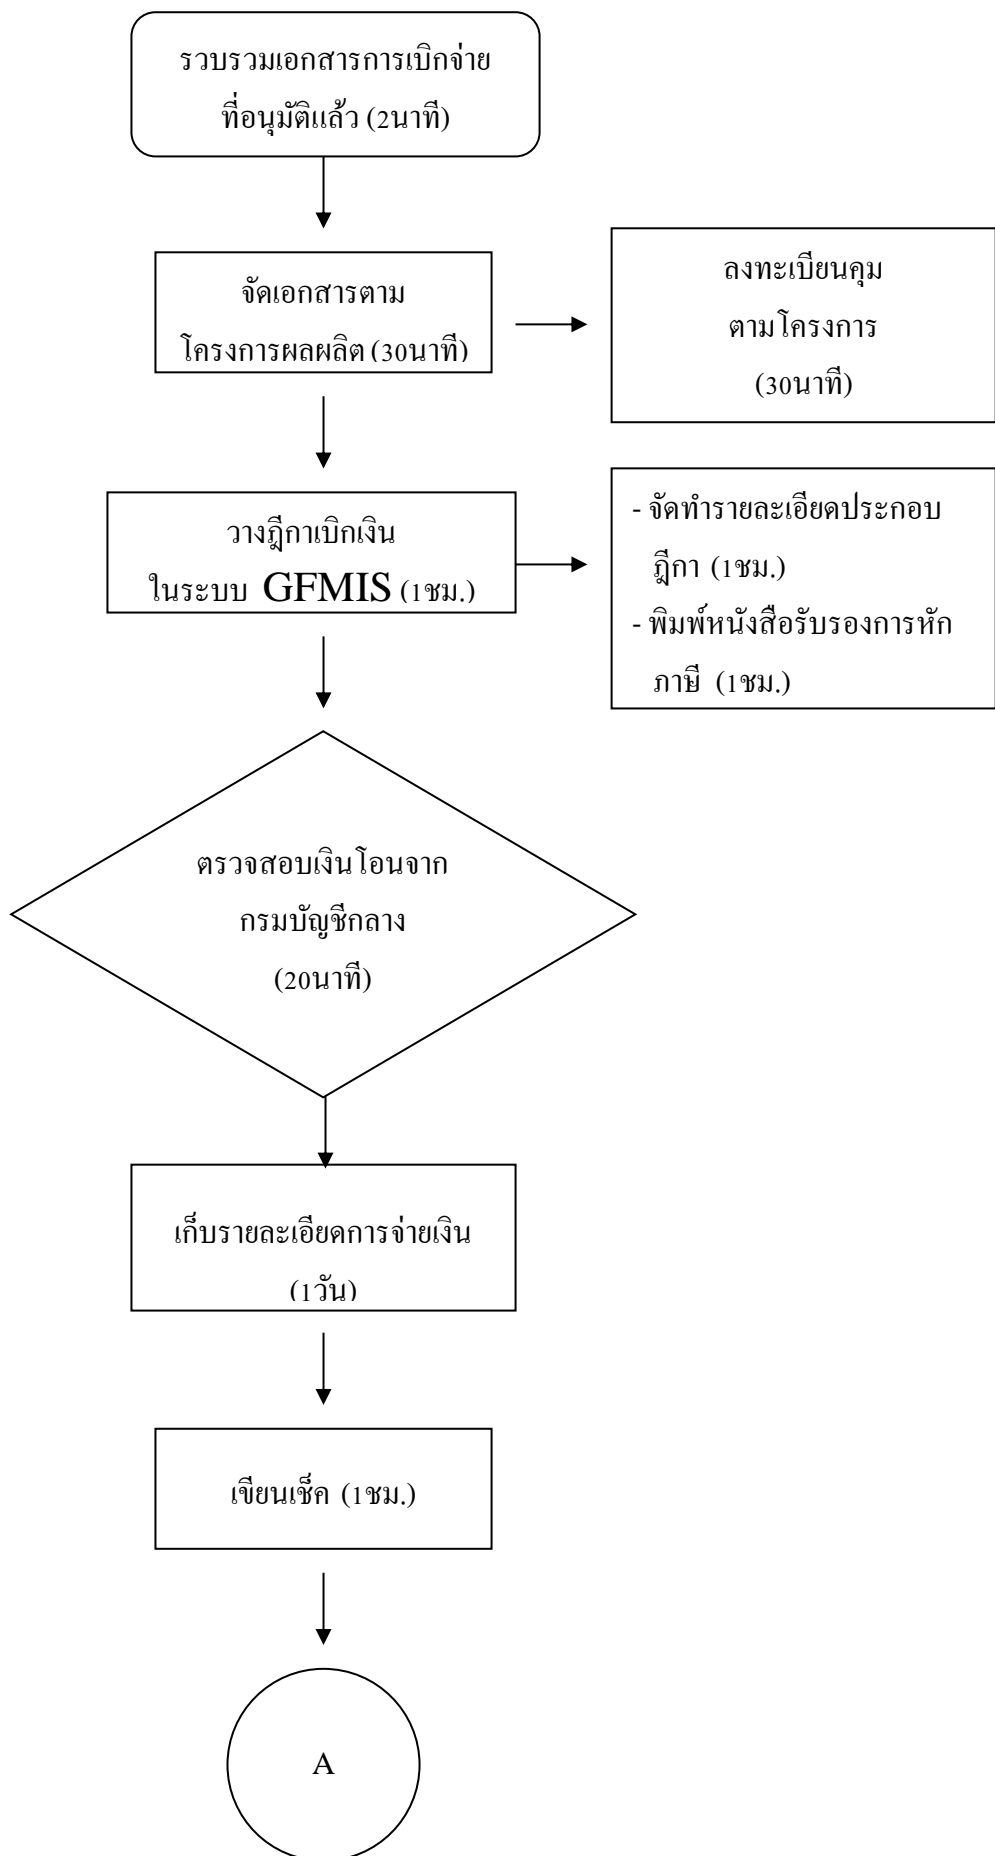 รวบรวมเอกสารการเบิกจ่าย
ที่อนุมัติแล้ว (2นาที)
จัดเอกสารตาม
โครงการผลผลิต (30นาที)
ลงทะเบียนคุม
ตามโครงการ
(30นาที)
วางฎีกาเบิกเงิน
ในระบบ GFMIS (1ชม.)
- จัดทำรายละเอียดประกอบ
ฎีกา (1ชม.)
- พิมพ์หนังสือรับรองการหัก
ภาษี (1ชม.)
ตรวจสอบเงินโอนจาก
กรมบัญชีกลาง
(20นาที)
เก็บรายละเอียดการจ่ายเงิน
(1วัน)
เขียนเช็ค (1ชม.)
A